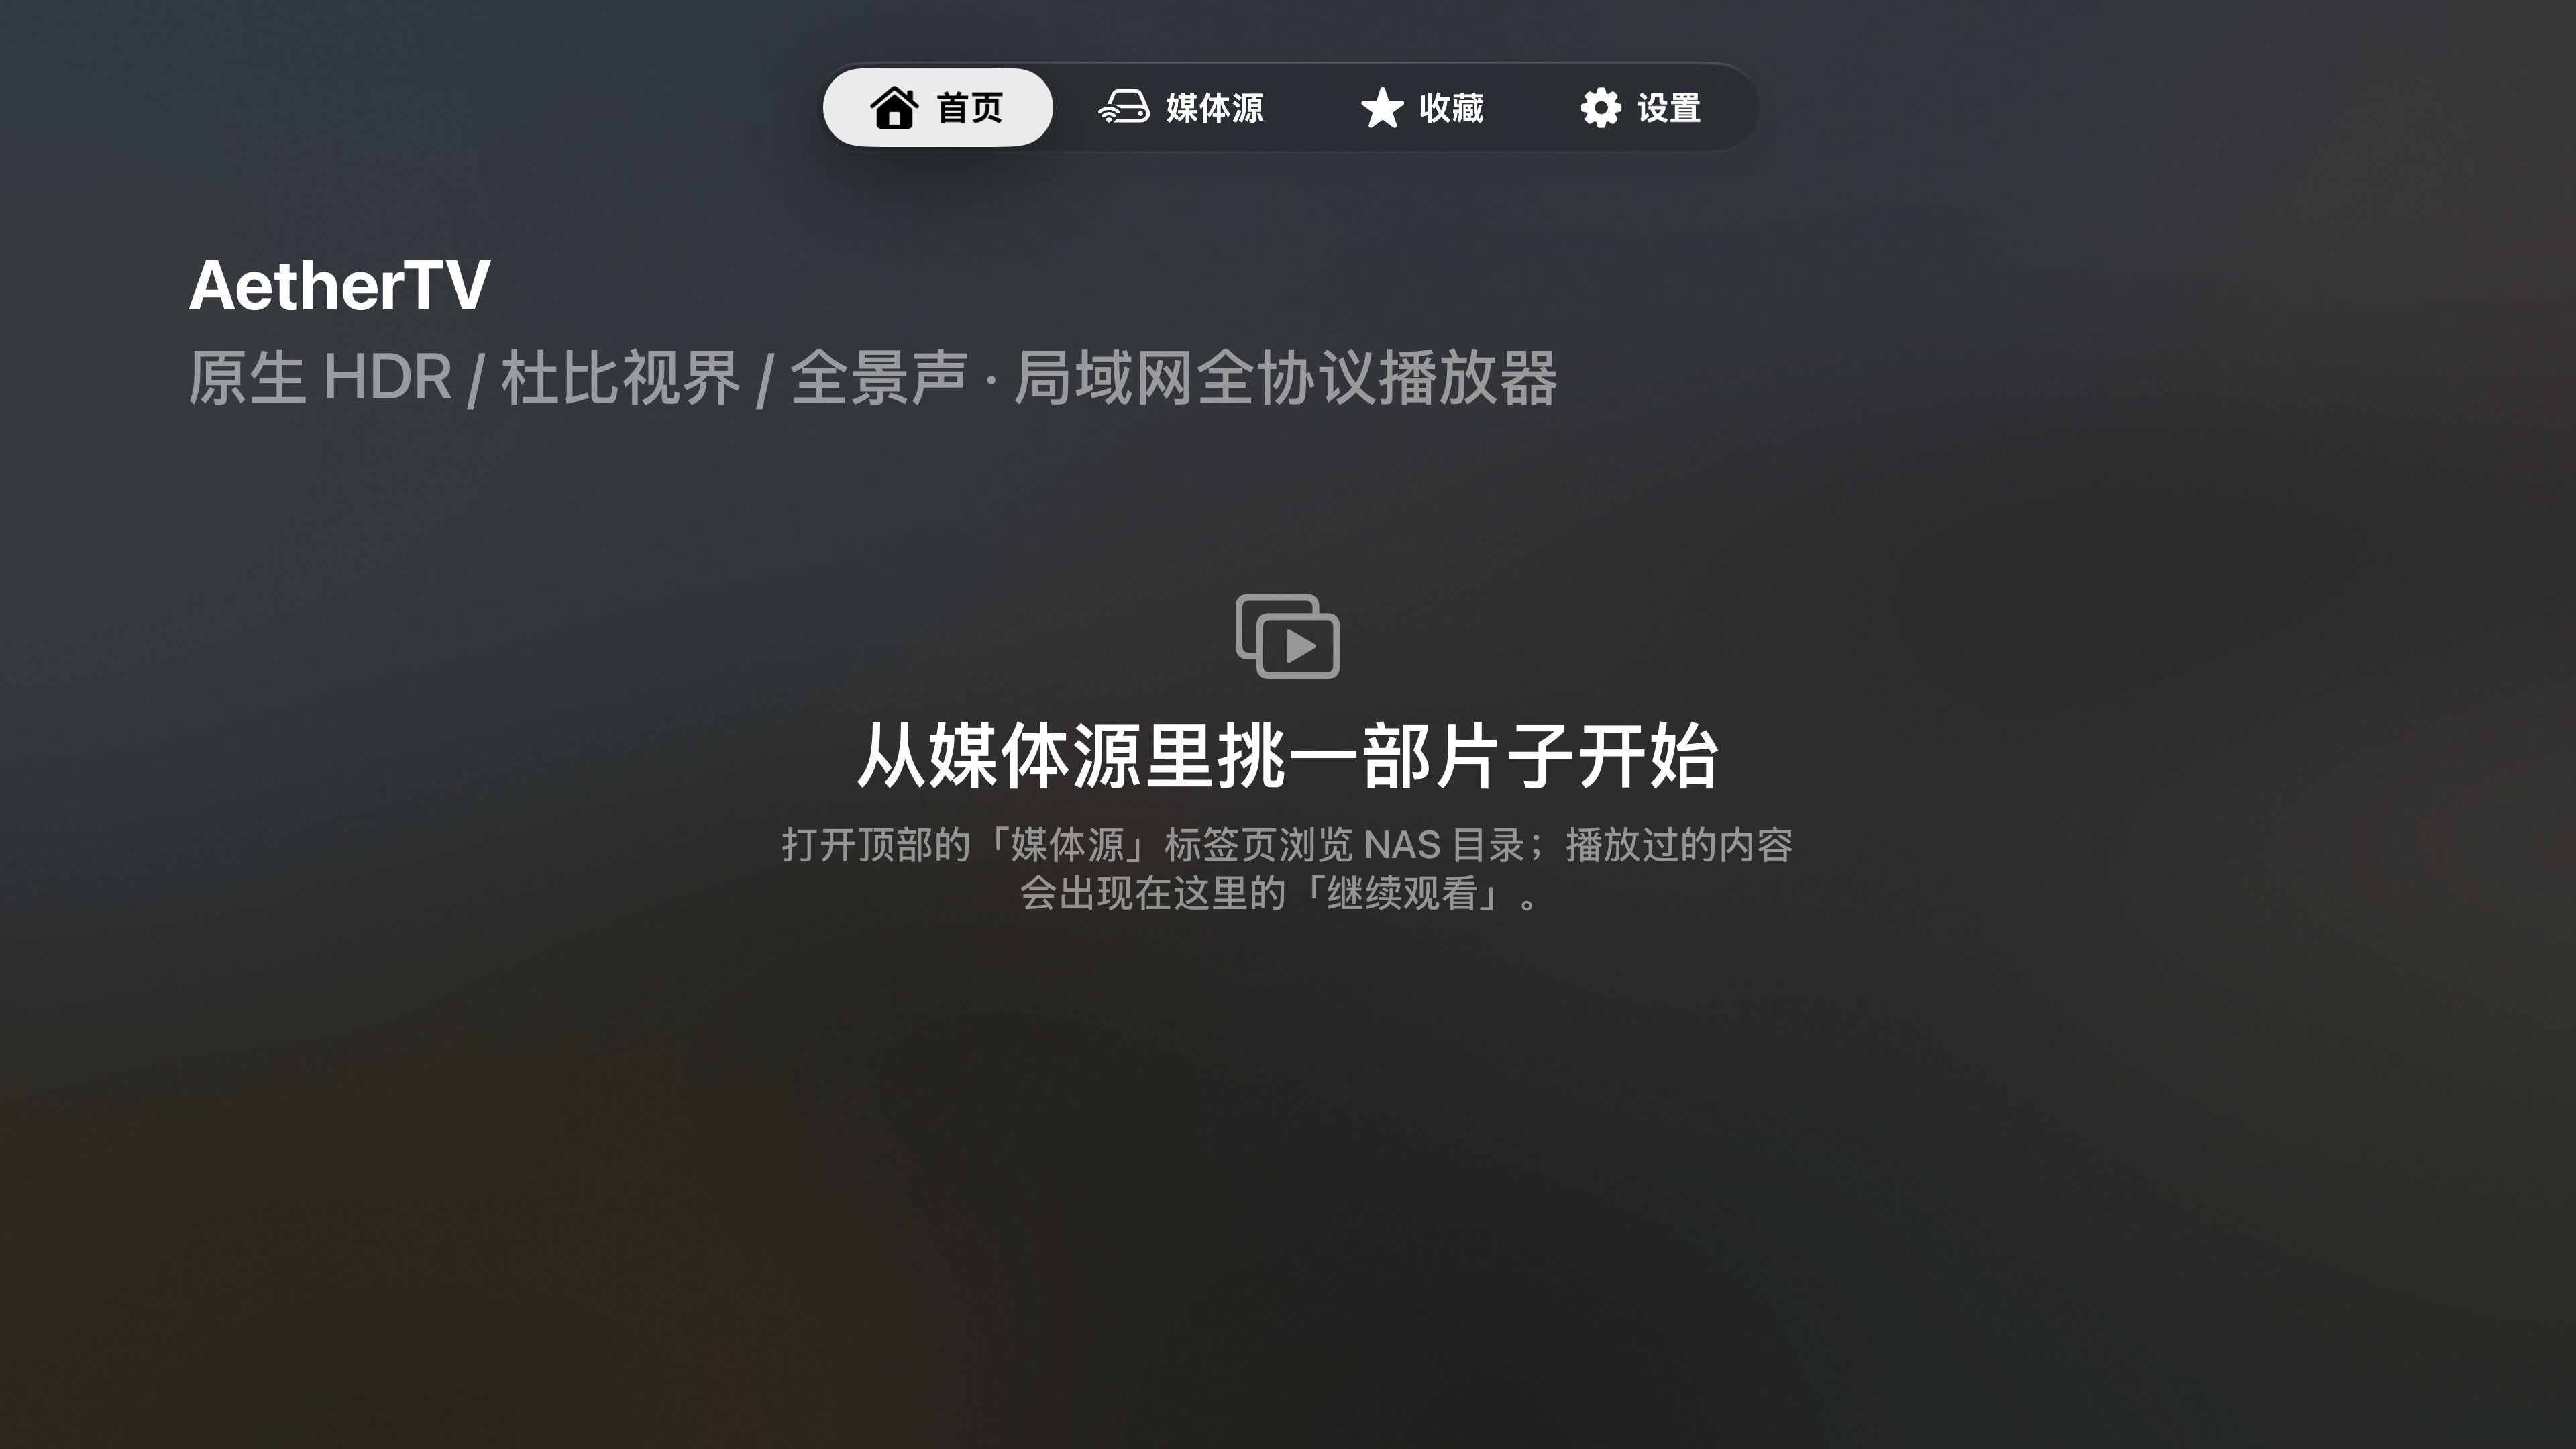 首页
媒体源
收藏
设置
AetherTV
原生 HDR / 杜比视界 / 全景声 · 局域网全协议播放器
从媒体源里挑一部片子开始
打开顶部的「媒体源」标签页浏览 NAS 目录；播放过的内容
会出现在这里的「继续观看」。